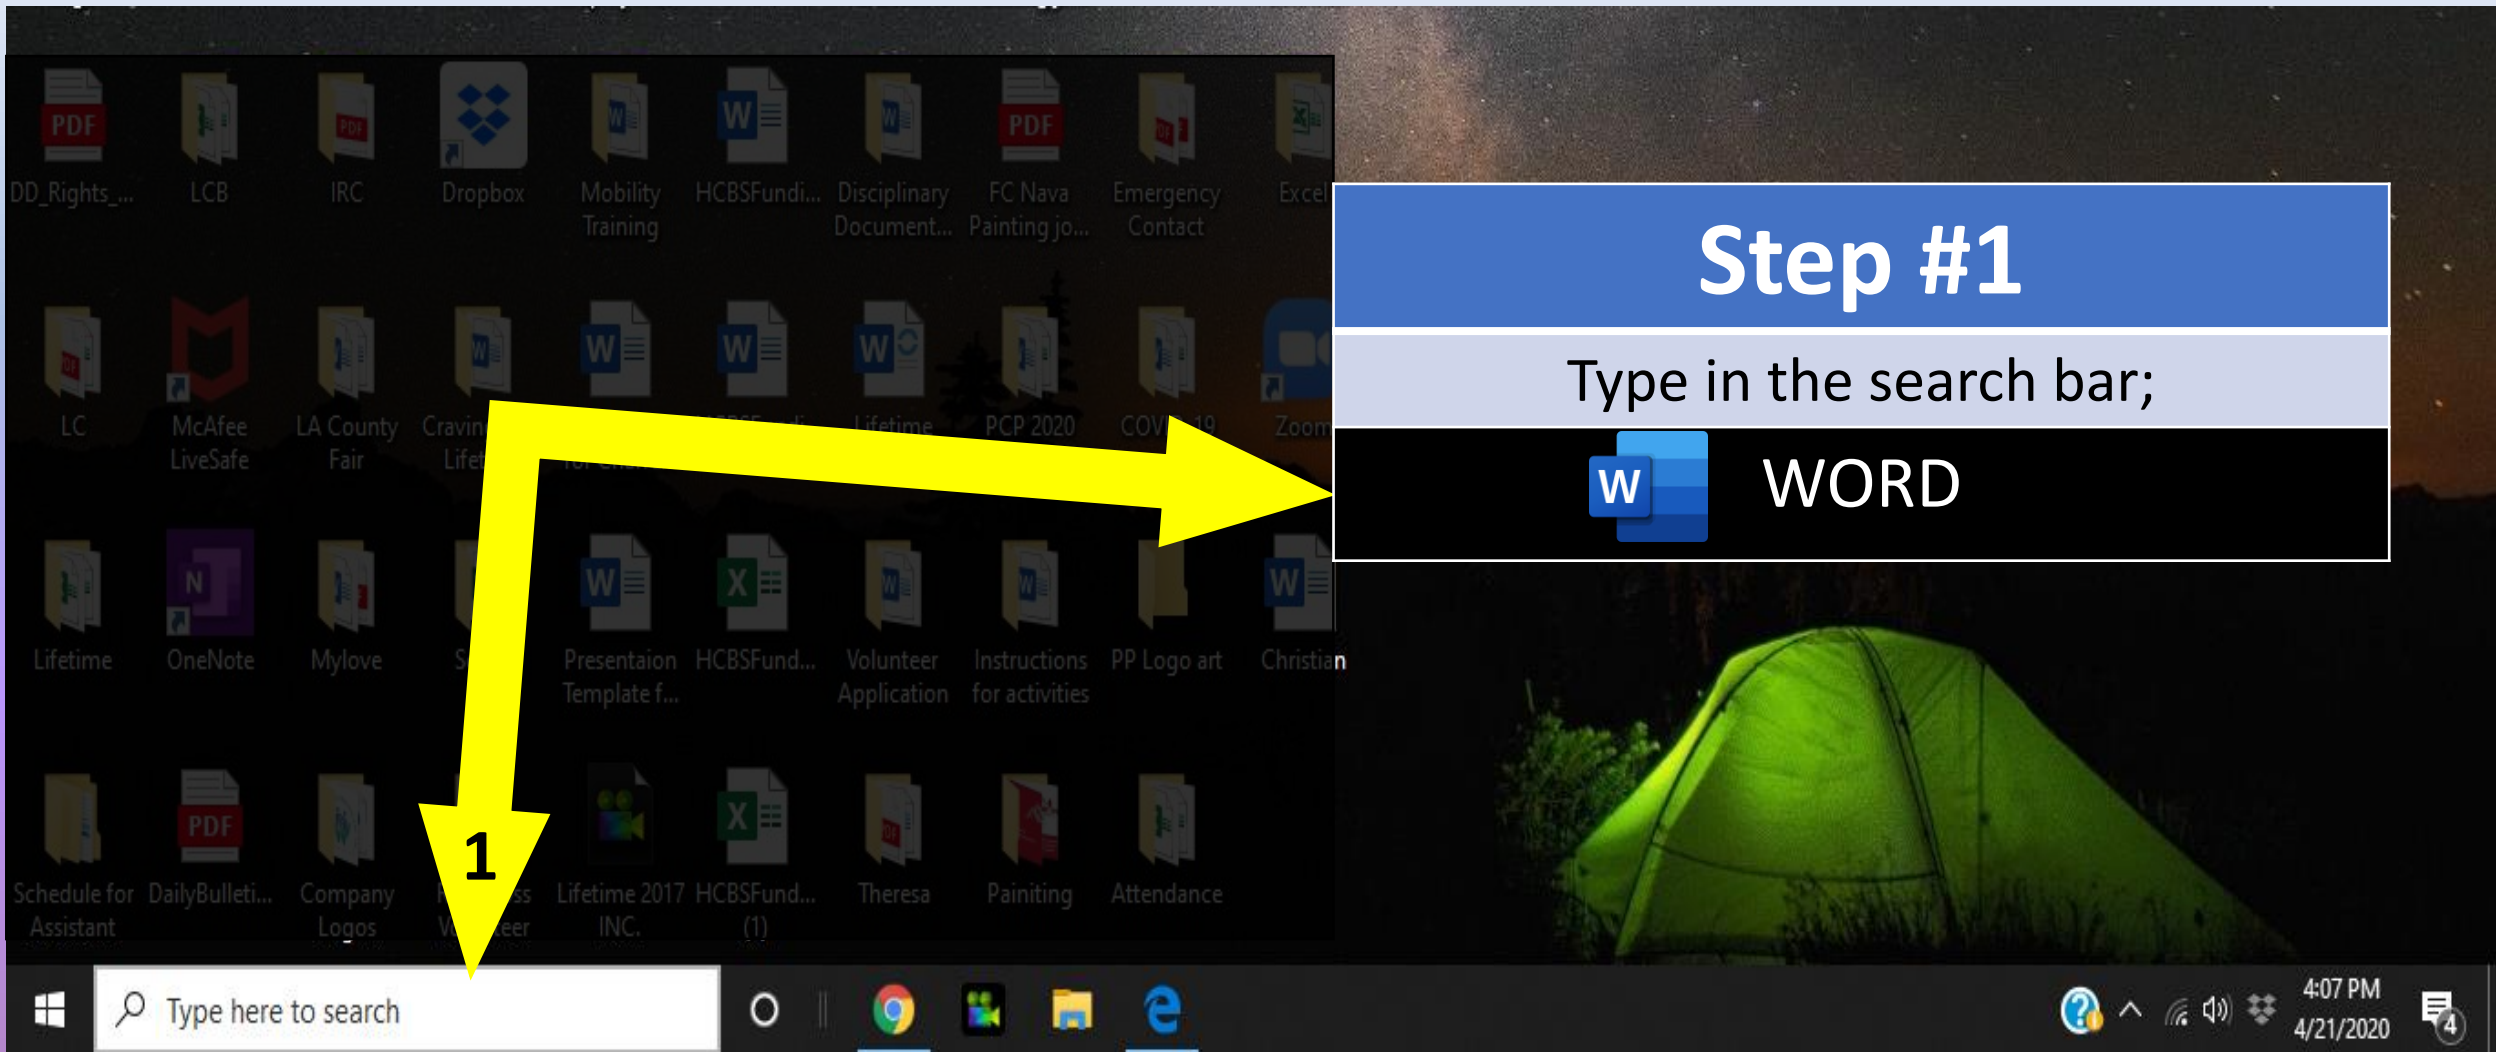 DD_Rights_...
LCB
IRC
Dropbox
Mobility
Training
HCBSFundi...
Disciplinary
Document...
FC Nava
Painting jo...
Emergency
Contact
Excel
Step #1
Type in the search bar;
WORD
LC
McAfee
LiveSafe
LA County
Fair
PCP 2020
Zoom
Lifetime
OneNote
Mylove
Presentaion
Template f...
HCBSFund...
Volunteer
Application
Instructions
for activities
PP Logo art
Christian
1
Schedule for
Assistant
DailyBulleti...
Company
Logos
Lifetime 2017
INC.
HCBSFund...
(1)
Theresa
Painiting
Attendance
Type here to search
4:07 PM
4/21/2020
4